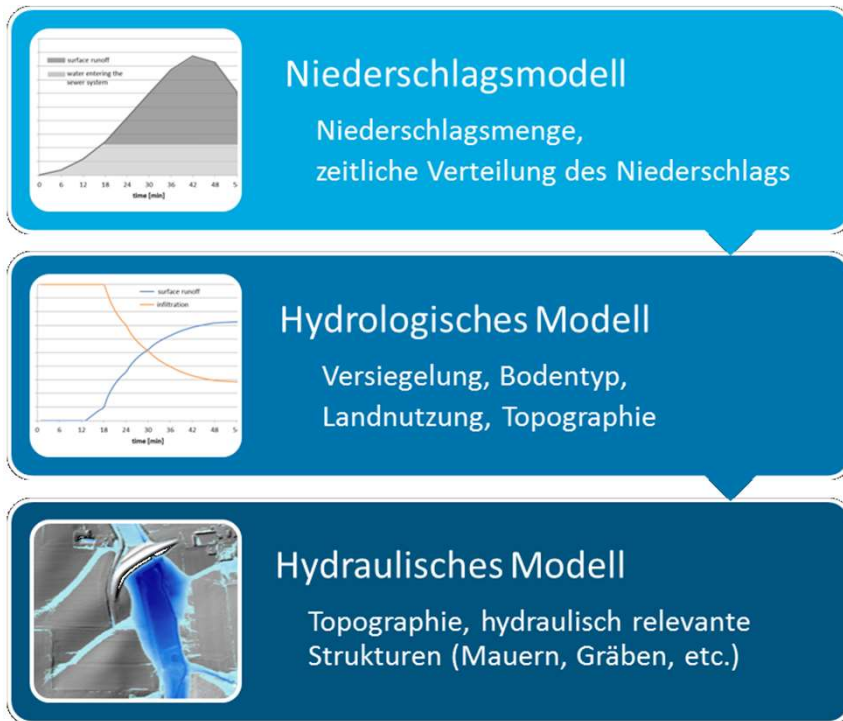 surface runoff
water entering the
sewer system
0 6 12 18 24 30 36 42 48 5
time [min]
Niederschlagsmodell
Niederschlagsmenge,
zeitliche Verteilung des Niederschlags
surface runoff
infiltration
0 6 12 18 24 30 36 42 48 5
time [min]
Hydrologisches Modell
Versiegelung, Bodentyp,
Landnutzung, Topographie
Hydraulisches Modell
Topographie, hydraulisch relevante
Strukturen (Mauern, Gräben, etc.)